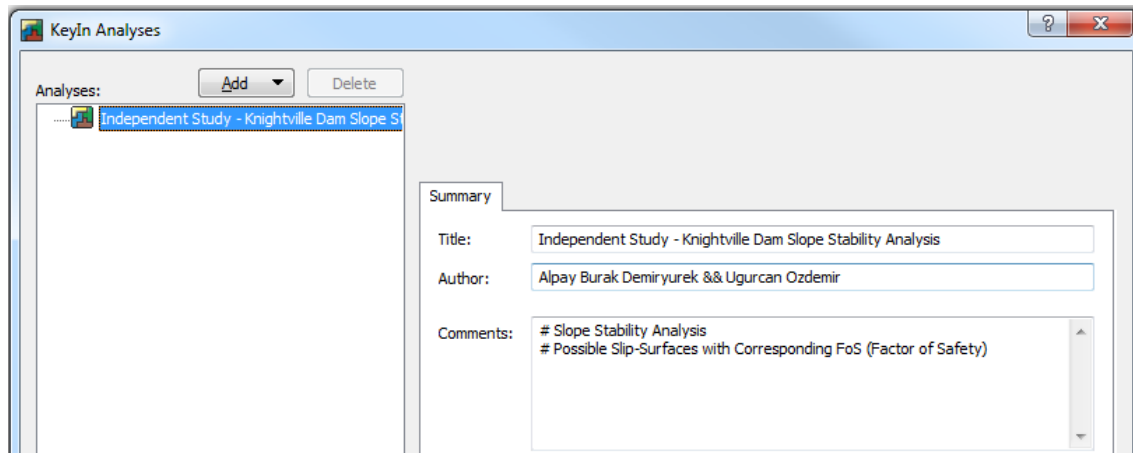 KeyIn Analyses
Analyses:
Add
Delete
Independent Study - Knightville Dam Slope St
Summary
Title:
Independent Study - Knightville Dam Slope Stability Analysis
Author:
Alpay Burak Demiryurek && Ugurcan Ozdemir
Comments:
# Slope Stability Analysis
# Possible Slip-Surfaces with Corresponding FoS (Factor of Safety)